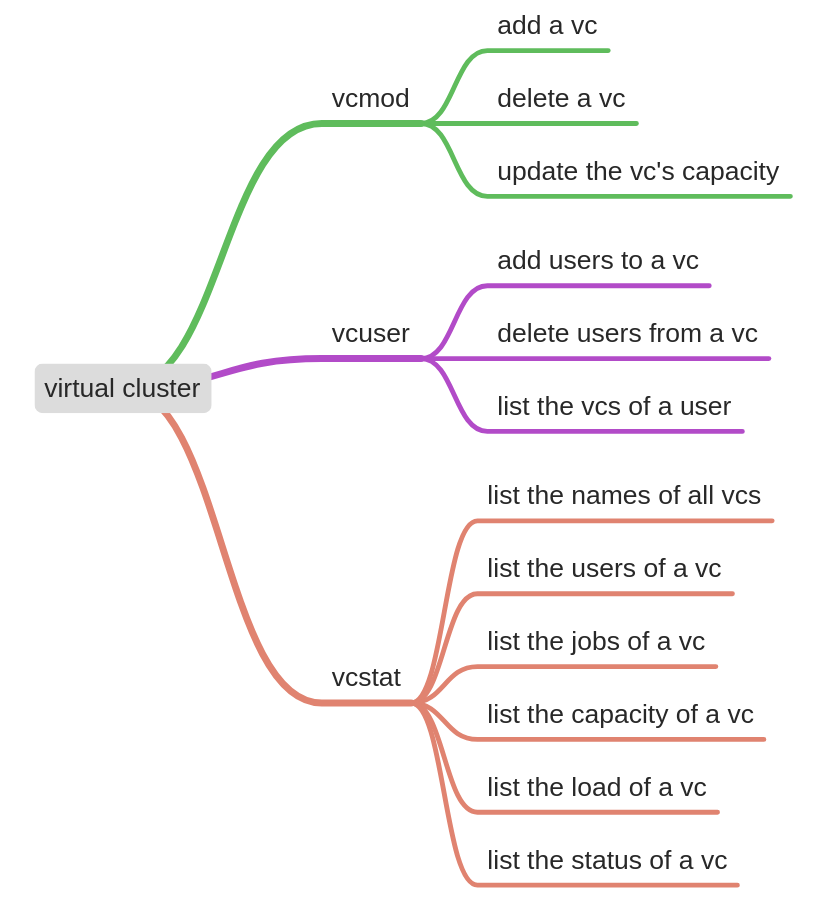 virtual cluster
vcmod
add a vc
delete a vc
update the vc's capacity
vcuser
add users to a vc
delete users from a vc
list the vcs of a user
vcstat
list the names of all vcs
list the users of a vc
list the jobs of a vc
list the capacity of a vc
list the load of a vc
list the status of a vc